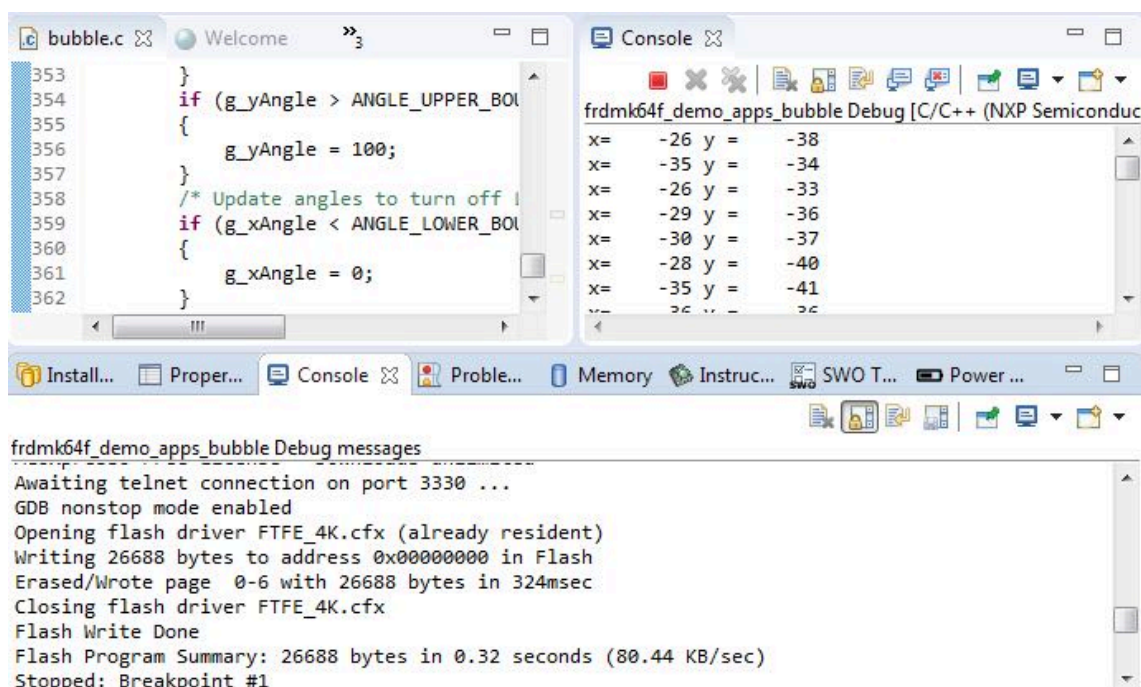 bubble.c Welcome »3
353 }
354 if (g_yAngle > ANGLE_UPPER_BOU
355 {
356 g_yAngle = 100;
357 }
358 /* Update angles to turn off
359 if (g_xAngle < ANGLE_LOWER_BOU
360 {
361 g_xAngle = 0;
362 }
Console
frdmk64f_demo_apps_bubble Debug [C/C++ (NXP Semiconduc
x= -26 y = -38
x= -35 y = -34
x= -26 y = -33
x= -29 y = -36
x= -30 y = -37
x= -28 y = -40
x= -35 y = -41
Install... Proper... Console Proble... Memory Instruc... SWO T... Power ...
frdmk64f_demo_apps_bubble Debug messages
Awaiting telnet connection on port 3330 ...
GDB nonstop mode enabled
Opening flash driver FTFE_4K.cfx (already resident)
Writing 26688 bytes to address 0x00000000 in Flash
Erased/Wrote page 0-6 with 26688 bytes in 324msec
Closing flash driver FTFE_4K.cfx
Flash Write Done
Flash Program Summary: 26688 bytes in 0.32 seconds (80.44 KB/sec)
Stopped: Breakpoint #1